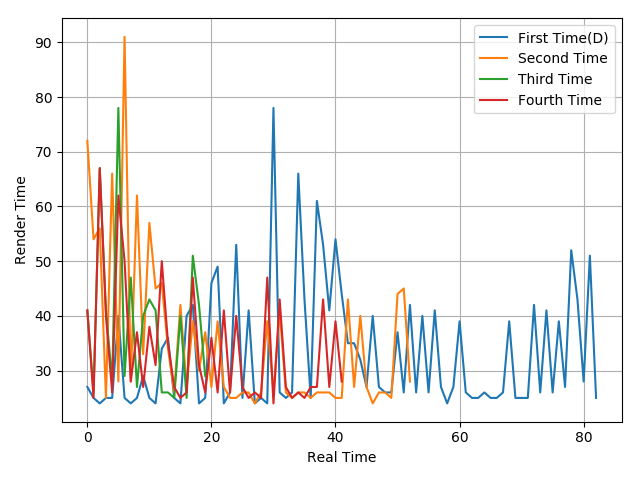 First Time(D)
Second Time
Third Time
Fourth Time
Render Time
90
80
70
60
50
40
30
0 20 40 60 80
Real Time